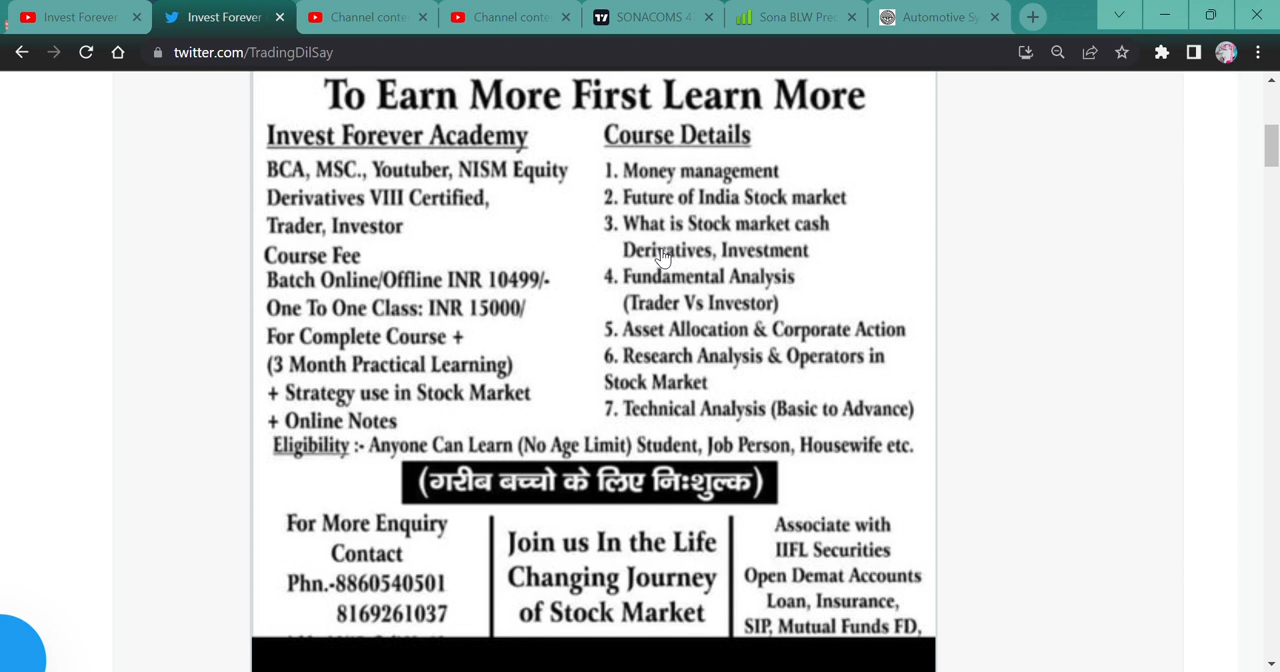 Invest Forever
Invest Forever
Channel conte
Channel conte
SONACOMS 4
Sona BLW Prec
Automotive Sy
twitter.com/TradingDilSay
To Earn More First Learn More
Invest Forever Academy
BCA, MSC., Youtuber, NISM Equity
Derivatives VIII Certified,
Trader, Investor
Course Fee
Batch Online/Offline INR 10499/-
One To One Class: INR 15000/
For Complete Course +
(3 Month Practical Learning)
+ Strategy use in Stock Market
+ Online Notes
Course Details
1. Money management
2. Future of India Stock market
3. What is Stock market cash
Derivatives, Investment
4. Fundamental Analysis
(Trader Vs Investor)
5. Asset Allocation & Corporate Action
6. Research Analysis & Operators in
Stock Market
7. Technical Analysis (Basic to Advance)
Eligibility :- Anyone Can Learn (No Age Limit) Student, Job Person, Housewife etc.
(गरीब बच्चो के लिए निःशुल्क)
For More Enquiry
Contact
Phn.-8860540501
8169261037
Join us In the Life
Changing Journey
of Stock Market
Associate with
IIFL Securities
Open Demat Accounts
Loan, Insurance,
SIP, Mutual Funds FD,